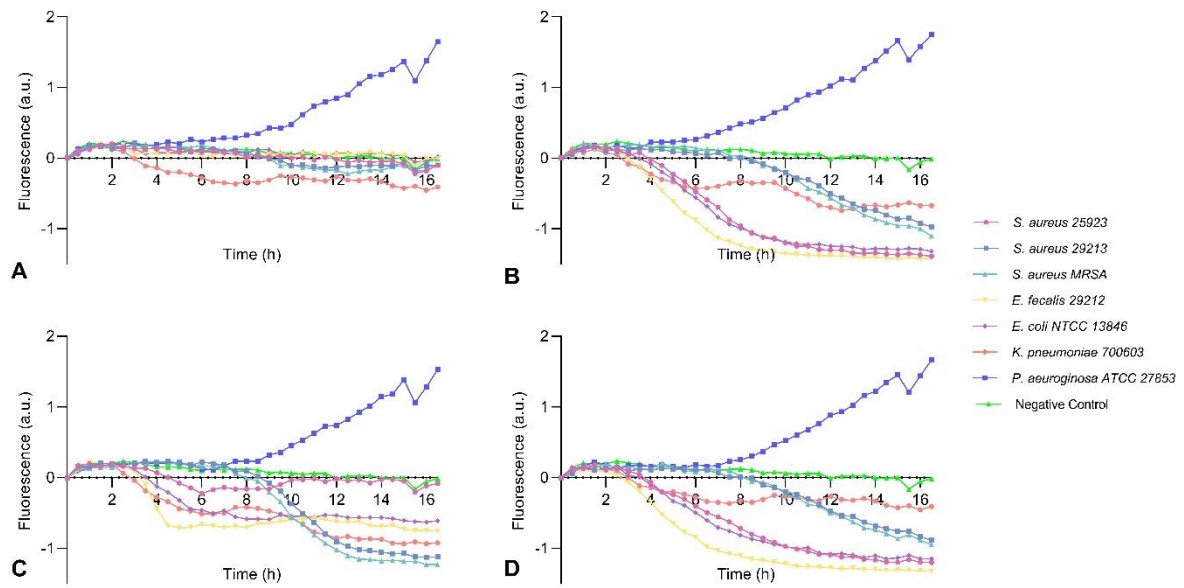 2
1
0
-1
Fluorescence (a.u.)
2 4 6 8 10 12 14 16
Time (h)
A
2
1
0
-1
Fluorescence (a.u.)
2 4 6 8 10 12 14 16
Time (h)
B
S. aureus 25923
S. aureus 29213
S. aureus MRSA
E. fecalis 29212
E. coli NTCC 13846
K. pneumoniae 700603
P. aeuroginosa ATCC 27853
Negative Control
2
1
0
-1
Fluorescence (a.u.)
2 4 6 8 10 12 14 16
Time (h)
C
2
1
0
-1
Fluorescence (a.u.)
2 4 6 8 10 12 14 16
Time (h)
D